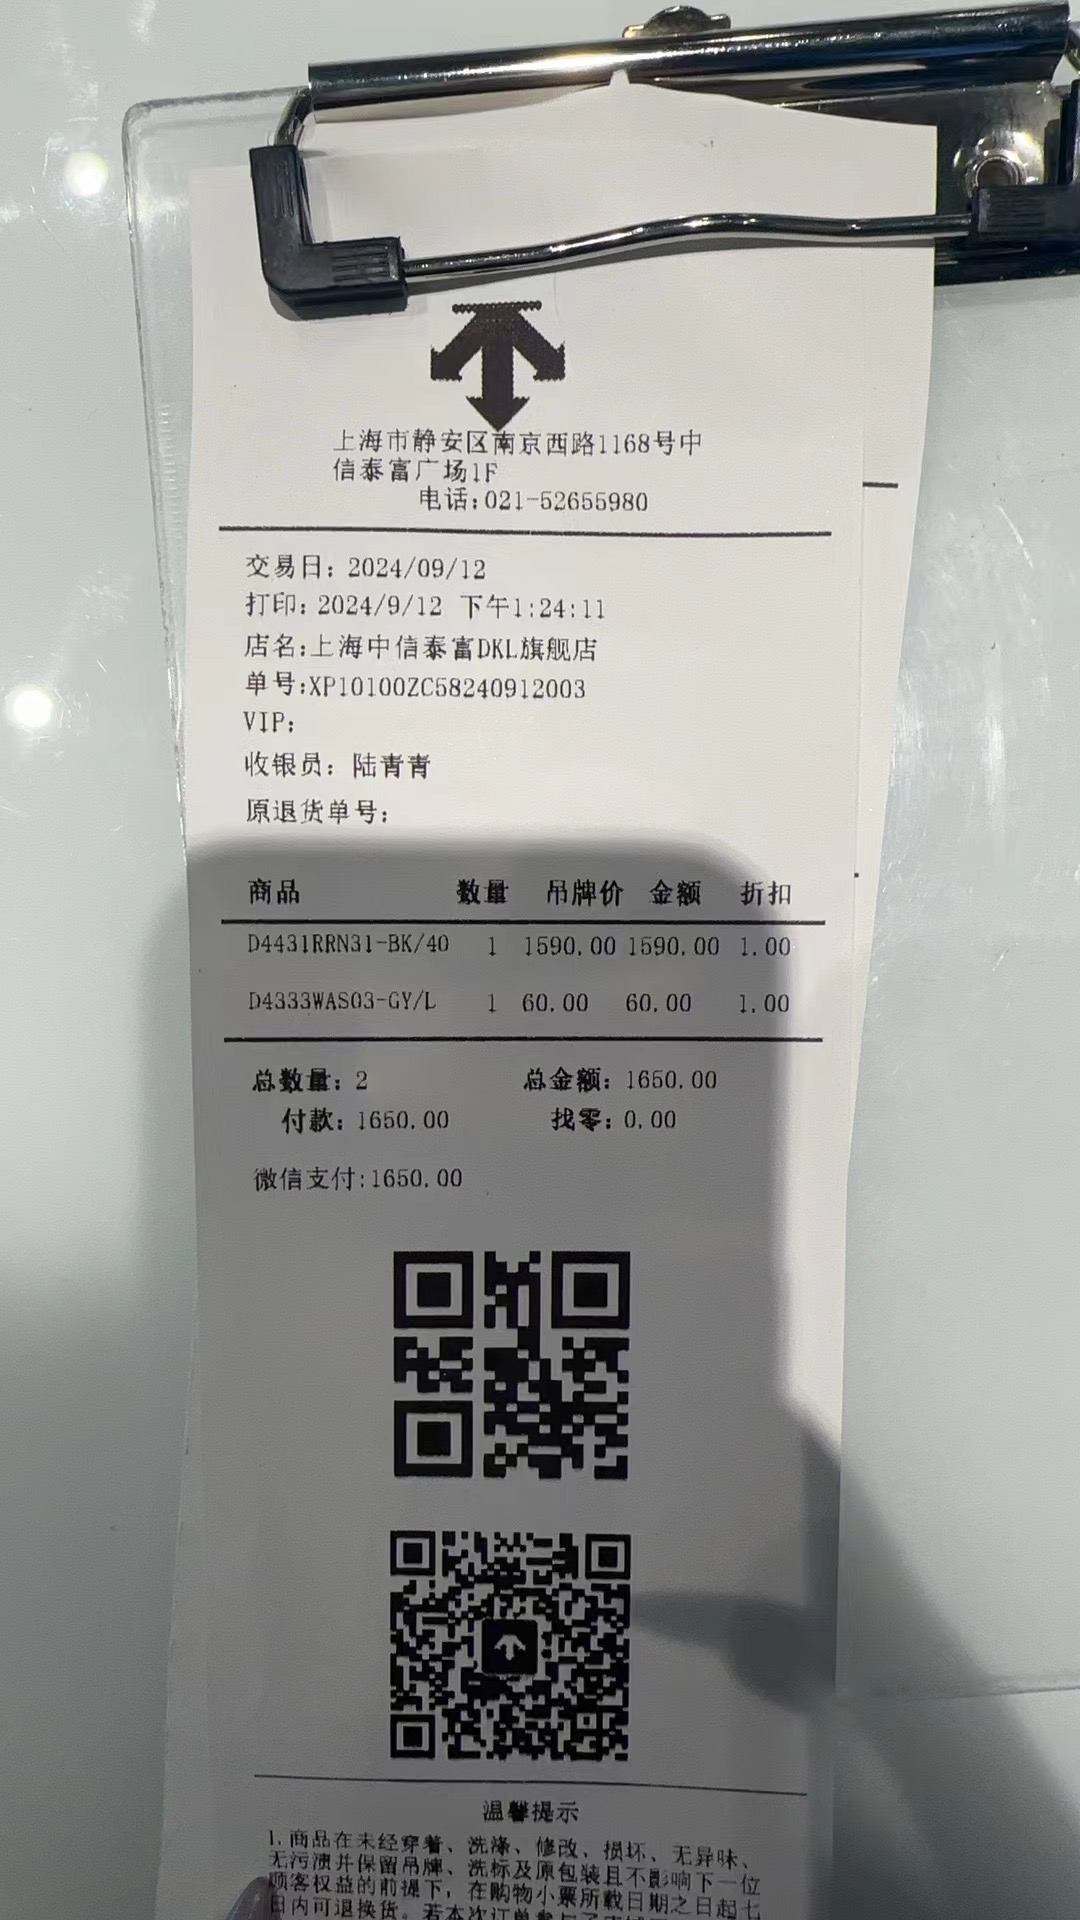 上海市静安区南京西路1168号中
信泰富广场1F
电话:021-52655980
交易日: 2024/09/12
打印: 2024/9/12 下午1:24:11
店名:上海中信泰富DKL旗舰店
单号:XP10100ZC58240912003
VIP:
收银员: 陆青青
原退货单号:
商品 数量 吊牌价 金额 折扣
D4431RRN31-BK/40 1 1590.00 1590.00 1.00
D4333WAS03-GY/L 1 60.00 60.00 1.00
总数量: 2 总金额: 1650.00
付款: 1650.00 找零: 0.00
微信支付:1650.00
温馨提示
1.商品在未经穿着、洗涤、修改、损坏、无异味、
无污渍并保留吊牌、洗标及原包装且不影响下一位
顾客权益的前提下，在购物小票所载日期之日起七
日内可退换货。若本次订单参与